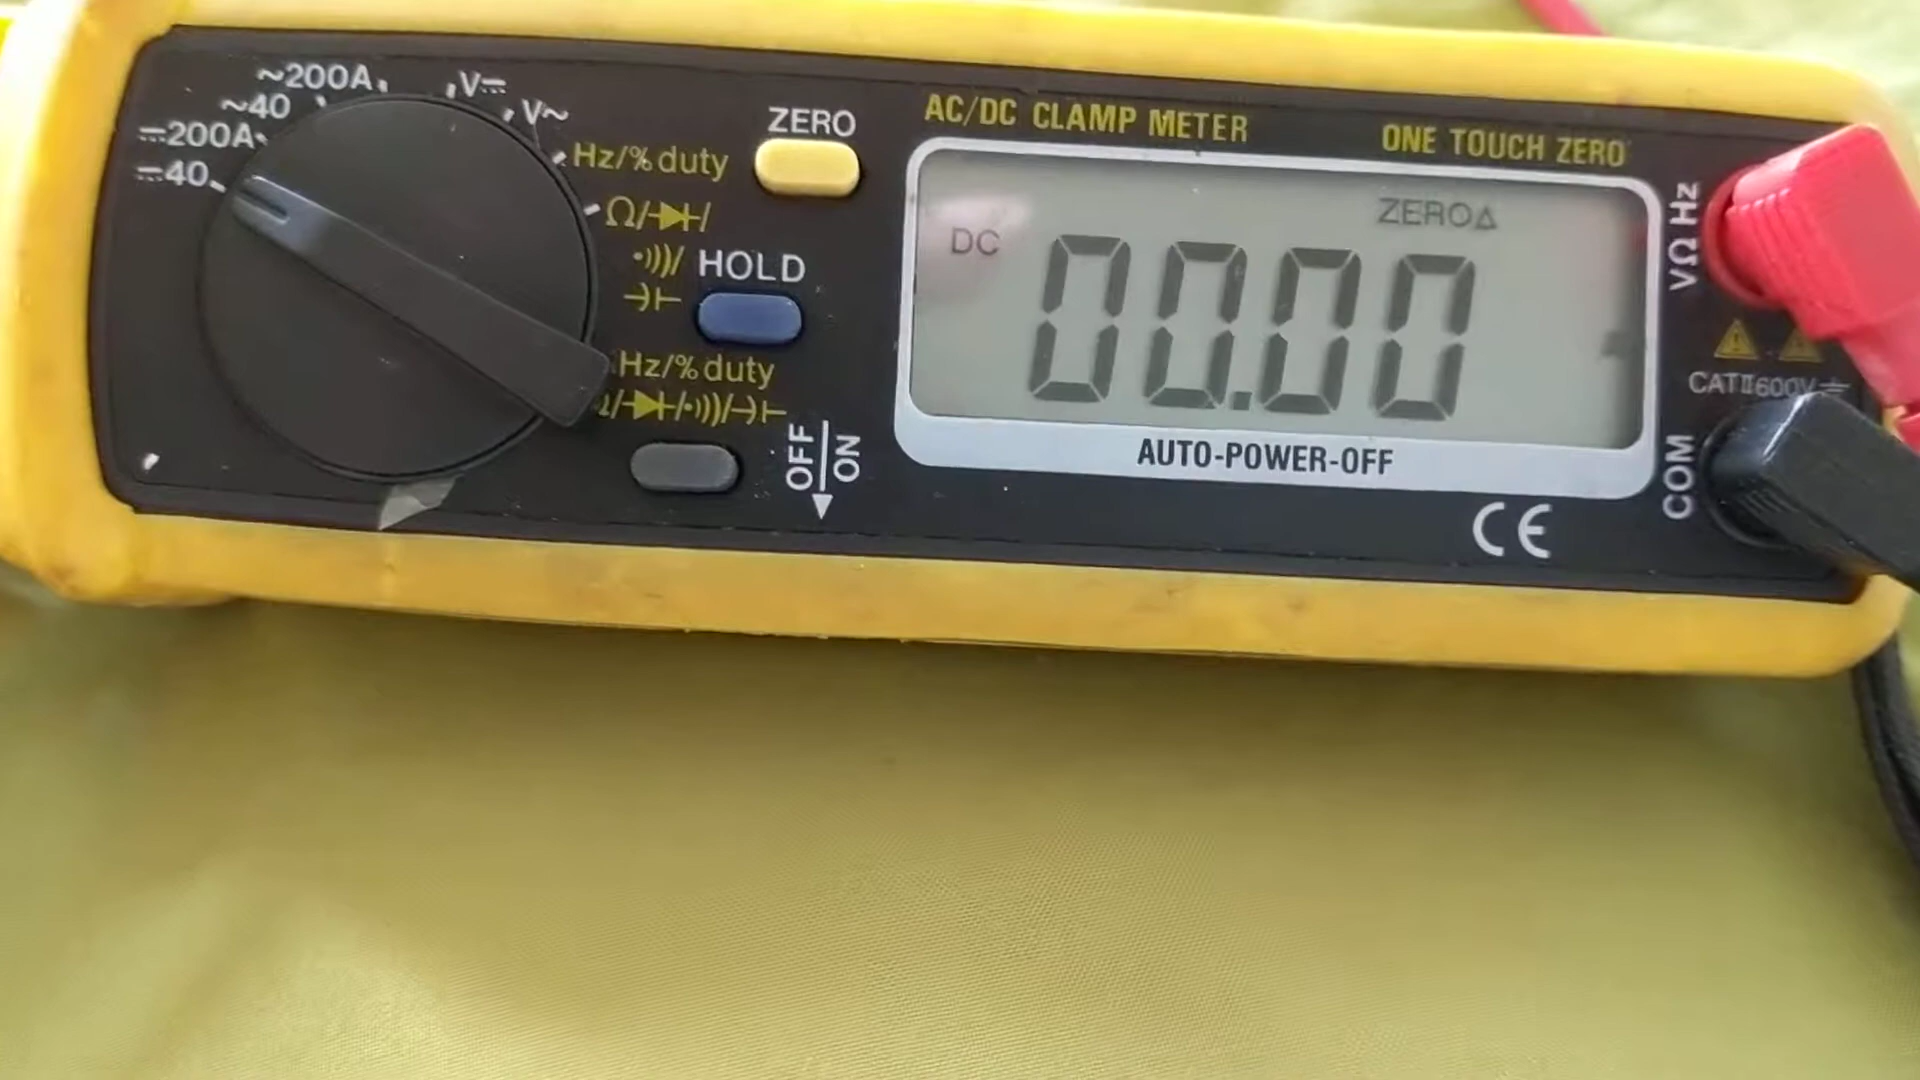 ~200A
~40
⎓200A
⎓40
V⎓
V~
Hz/%duty
Ω/
HOLD
Hz/%duty
OFF
ON
ZERO
AC/DC CLAMP METER
ONE TOUCH ZERO
DC
ZERO∆
00.00
AUTO-POWER-OFF
CE
VΩ Hz
CATII600V
COM